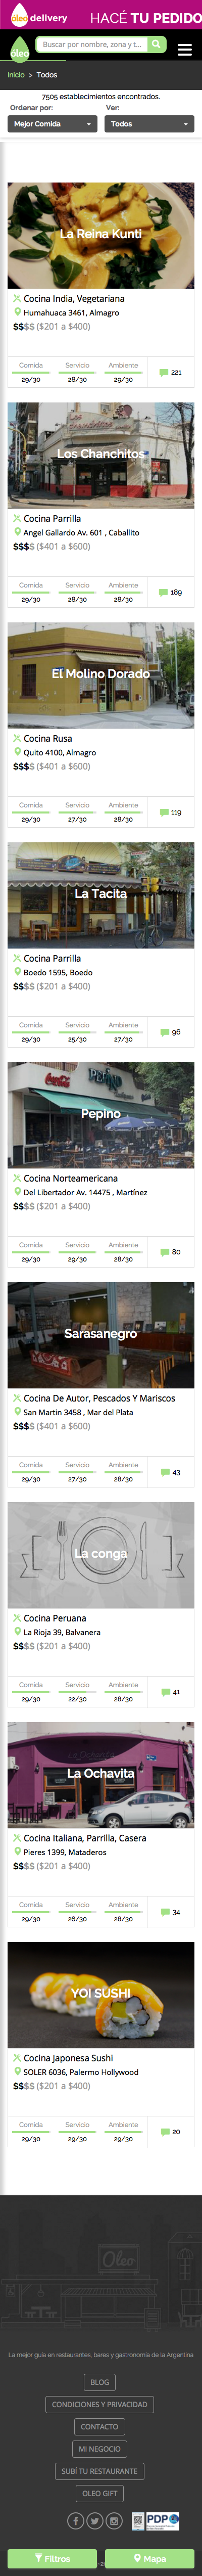 óleo delivery HACÉ TU PEDIDO
óleo
Buscar por nombre, zona y t...
Inicio > Todos
7505 establecimientos encontrados.
Ordenar por: Ver:
Mejor Comida Todos
La Reina Kunti
Cocina India, Vegetariana
Humahuaca 3461, Almagro
$$$$ ($201 a $400)
Comida Servicio Ambiente
29/30 28/30 29/30 221
Los Chanchitos
Cocina Parrilla
Angel Gallardo Av. 601 , Caballito
$$$$ ($401 a $600)
Comida Servicio Ambiente
29/30 28/30 28/30 189
El Molino Dorado
Cocina Rusa
Quito 4100, Almagro
$$$$ ($401 a $600)
Comida Servicio Ambiente
29/30 27/30 28/30 119
La Tacita
Cocina Parrilla
Boedo 1595, Boedo
$$$$ ($201 a $400)
Comida Servicio Ambiente
29/30 25/30 27/30 96
Coca-Cola
Pepino
Cocina Norteamericana
Del Libertador Av. 14475 , Martínez
$$$$ ($201 a $400)
Comida Servicio Ambiente
29/30 29/30 28/30 80
Sarasanegro
Cocina De Autor, Pescados Y Mariscos
San Martin 3458 , Mar del Plata
$$$$ ($401 a $600)
Comida Servicio Ambiente
29/30 27/30 28/30 43
La conga
Cocina Peruana
La Rioja 39, Balvanera
$$$$ ($201 a $400)
Comida Servicio Ambiente
29/30 22/30 28/30 41
La Ochavita
Cocina Italiana, Parrilla, Casera
Pieres 1399, Mataderos
$$$$ ($201 a $400)
Comida Servicio Ambiente
29/30 26/30 28/30 34
YOI SUSHI
Cocina Japonesa Sushi
SOLER 6036, Palermo Hollywood
$$$$ ($201 a $400)
Comida Servicio Ambiente
29/30 29/30 29/30 20
Oleo
La mejor guía en restaurantes, bares y gastronomía de la Argentina
BLOG
CONDICIONES Y PRIVACIDAD
CONTACTO
MI NEGOCIO
SUBÍ TU RESTAURANTE
OLEO GIFT
PDP
Filtros Mapa